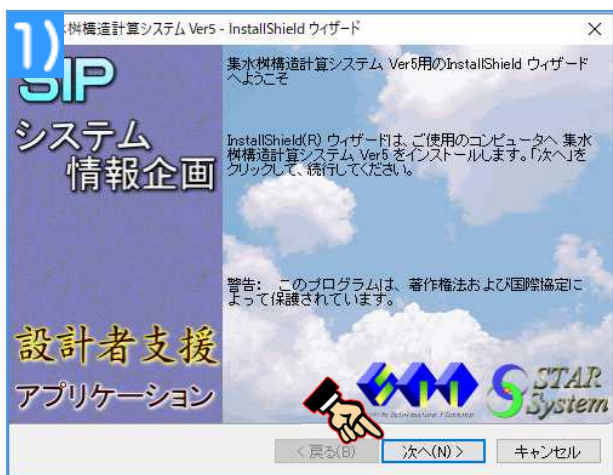 1)
水桝構造計算システム Ver5 - InstallShield ウィザード
SIP
システム
情報企画
集水桝構造計算システム Ver5用のInstallShield ウィザード
へようこそ
InstallShield(R) ウィザードは、ご使用のコンピュータへ 集水
桝構造計算システム Ver5 をインストールします。「次へ」を
クリックして、続行してください。
警告: このプログラムは、著作権法および国際協定に
よって保護されています。
設計者支援
アプリケーション
STAR
System
< 戻る(B)
次へ(N) >
キャンセル